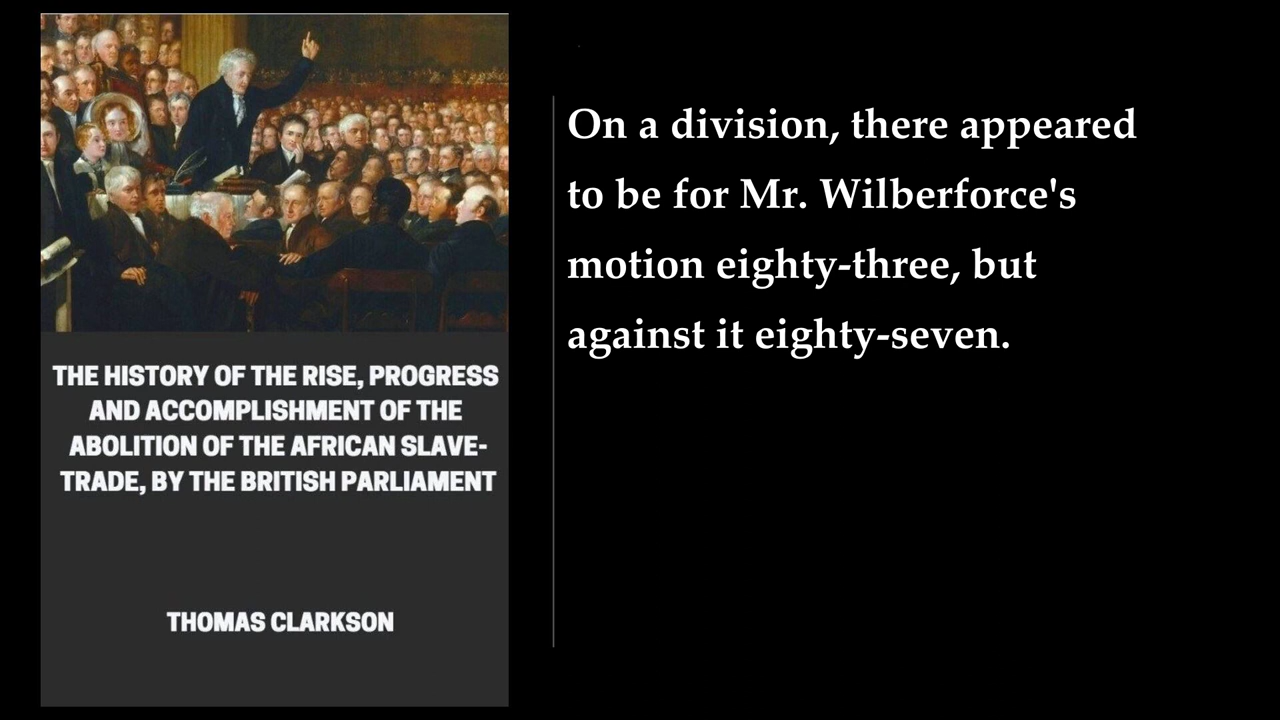 THE HISTORY OF THE RISE, PROGRESS
AND ACCOMPLISHMENT OF THE
ABOLITION OF THE AFRICAN SLAVE-
TRADE, BY THE BRITISH PARLIAMENT
THOMAS CLARKSON
On a division, there appeared
to be for Mr. Wilberforce's
motion eighty-three, but
against it eighty-seven.